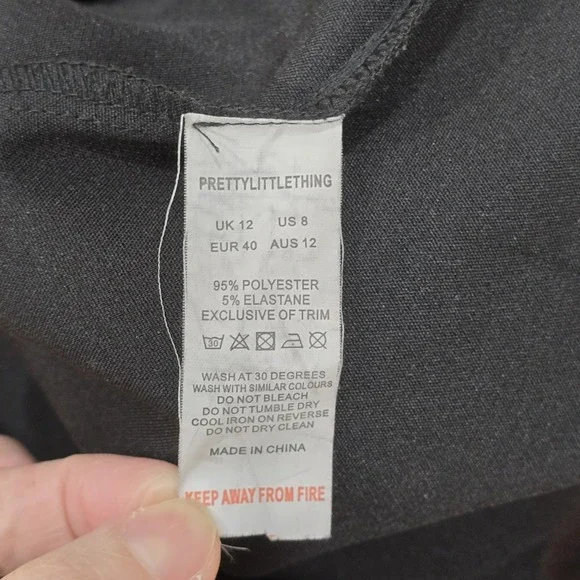 PRETTYLITTLETHING
UK 12 US 8
EUR 40 AUS 12
95% POLYESTER
5% ELASTANE
EXCLUSIVE OF TRIM
30
WASH AT 30 DEGREES
WASH WITH SIMILAR COLOURS
DO NOT BLEACH
DO NOT TUMBLE DRY
COOL IRON ON REVERSE
DO NOT DRY CLEAN
MADE IN CHINA
KEEP AWAY FROM FIRE